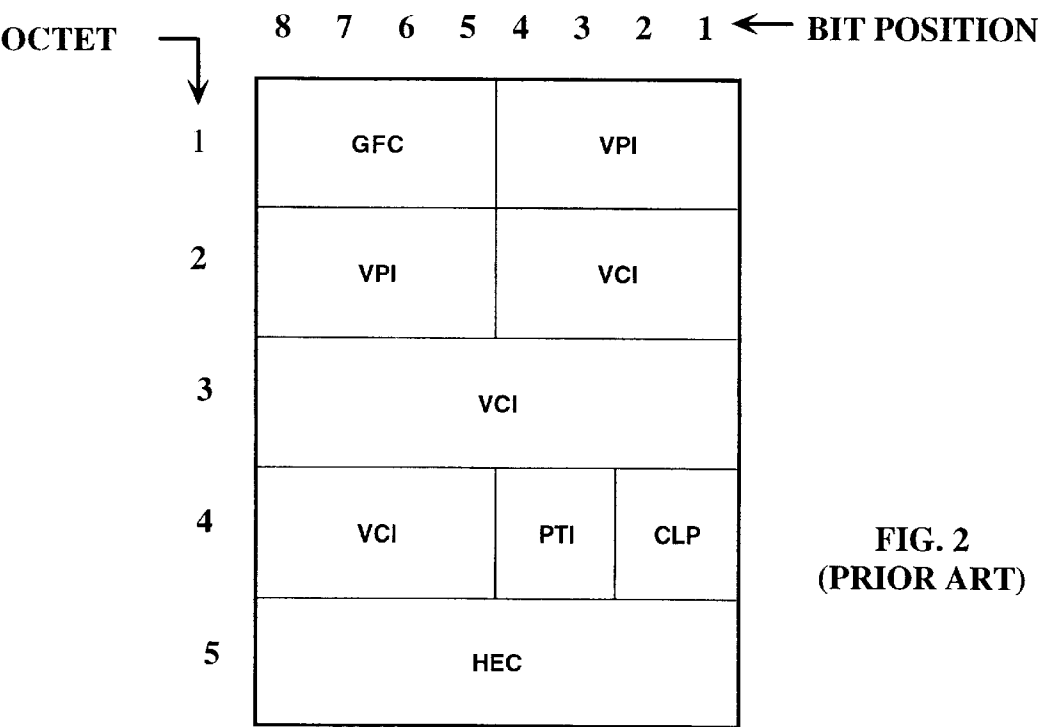 OCTET 8 7 6 5 4 3 2 1 BIT POSITION
1 GFC VPI
2 VPI VCI
3 VCI
4 VCI PTI CLP
5 HEC
FIG. 2
(PRIOR ART)